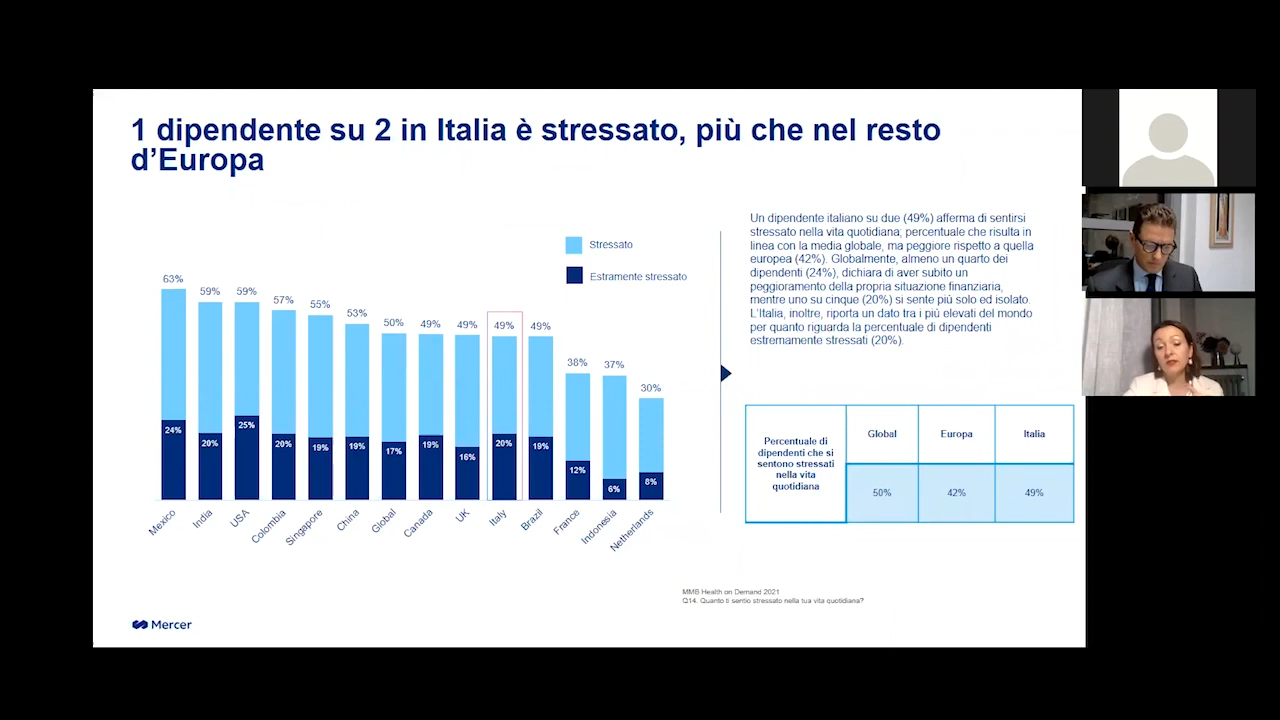 1 dipendente su 2 in Italia è stressato, più che nel resto
d'Europa
Stressato
Estramente stressato
63%
59%
59%
57%
55%
53%
50%
49%
49%
49%
49%
38%
37%
30%
24%
20%
25%
20%
19%
19%
17%
19%
16%
20%
19%
12%
6%
8%
Mexico
India
USA
Colombia
Singapore
China
Global
Canada
UK
Italy
Brazil
France
Indonesia
Netherlands
Un dipendente italiano su due (49%) afferma di sentirsi
stressato nella vita quotidiana; percentuale che risulta in
linea con la media globale, ma peggiore rispetto a quella
europea (42%). Globalmente, almeno un quarto dei
dipendenti (24%), dichiara di aver subito un
peggioramento della propria situazione finanziaria,
mentre uno su cinque (20%) si sente più solo ed isolato.
L'Italia, inoltre, riporta un dato tra i più elevati del mondo
per quanto riguarda la percentuale di dipendenti
estremamente stressati (20%).
Percentuale di
dipendenti che si
sentono stressati
nella vita
quotidiana
Global
Europa
Italia
50%
42%
49%
MMB Health on Demand 2021
Q14. Quanto ti sentio stressato nella tua vita quotidiana?
Mercer